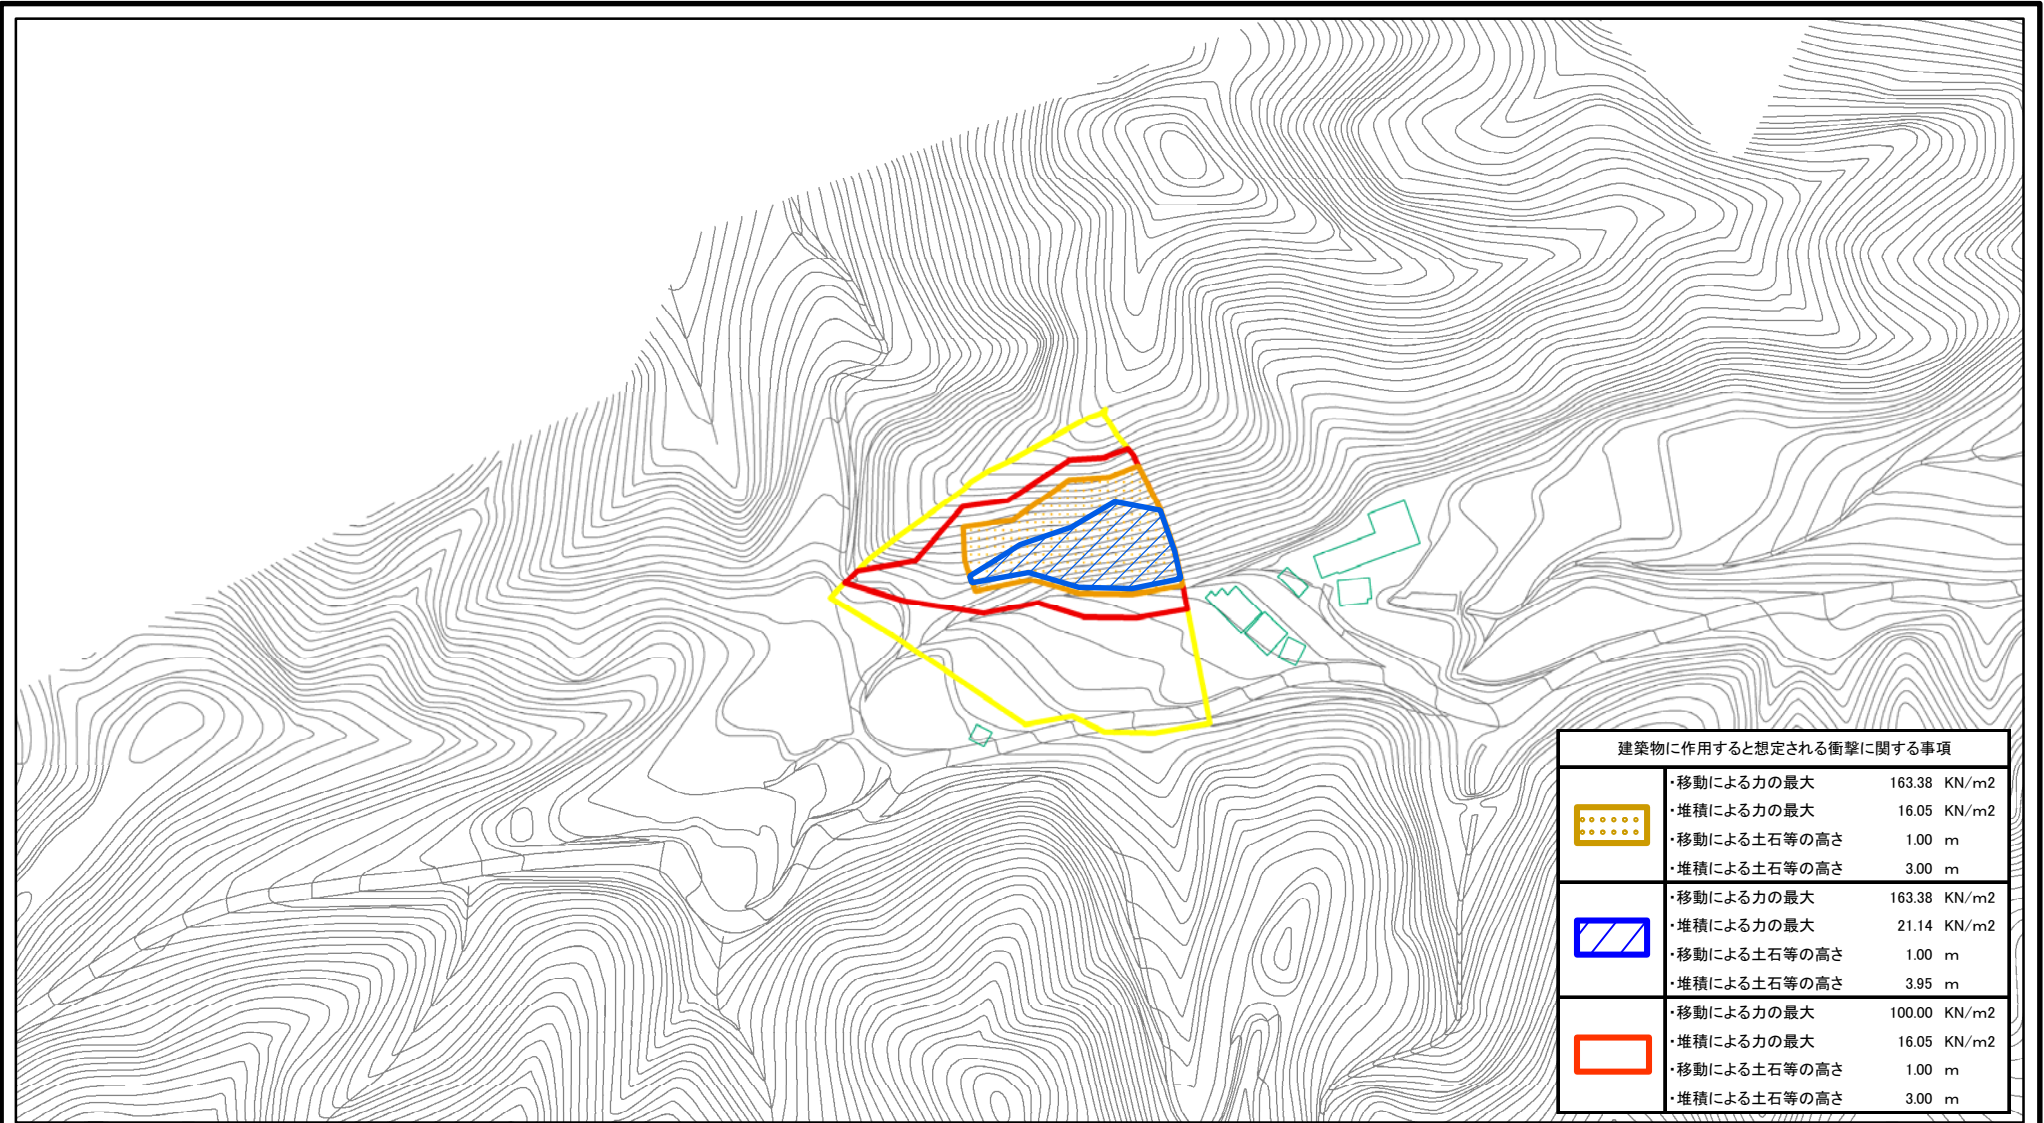 建築物に作用すると想定される衝撃に関する事項
・移動による力の最大 163.38 KN/m2
・堆積による力の最大 16.05 KN/m2
・移動による土石等の高さ 1.00 m
・堆積による土石等の高さ 3.00 m
・移動による力の最大 163.38 KN/m2
・堆積による力の最大 21.14 KN/m2
・移動による土石等の高さ 1.00 m
・堆積による土石等の高さ 3.95 m
・移動による力の最大 100.00 KN/m2
・堆積による力の最大 16.05 KN/m2
・移動による土石等の高さ 1.00 m
・堆積による土石等の高さ 3.00 m